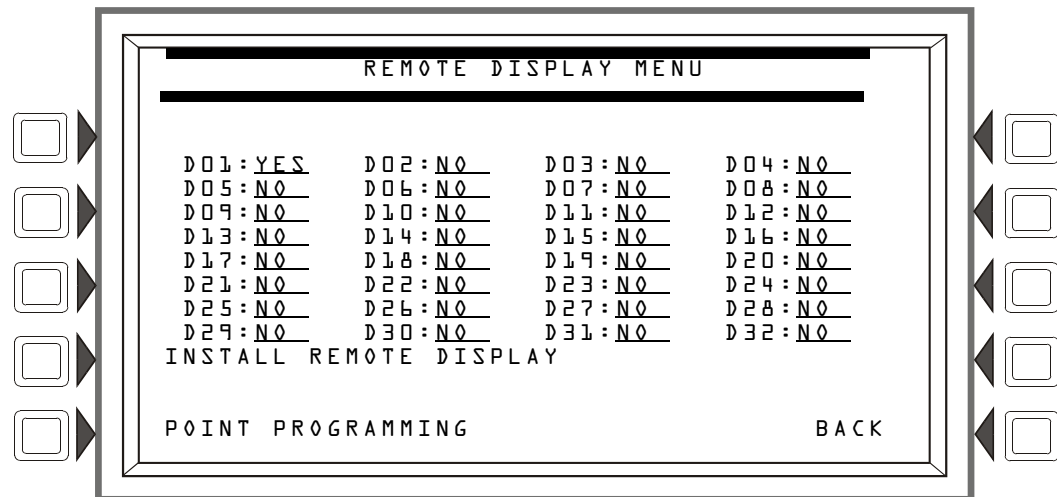 REMOTE DISPLAY MENU
D01:YES D02:NO D03:NO D04:NO
D05:NO D06:NO D07:NO D08:NO
D09:NO D10:NO D11:NO D12:NO
D13:NO D14:NO D15:NO D16:NO
D17:NO D18:NO D19:NO D20:NO
D21:NO D22:NO D23:NO D24:NO
D25:NO D26:NO D27:NO D28:NO
D29:NO D30:NO D31:NO D32:NO
INSTALL REMOTE DISPLAY
POINT PROGRAMMING BACK